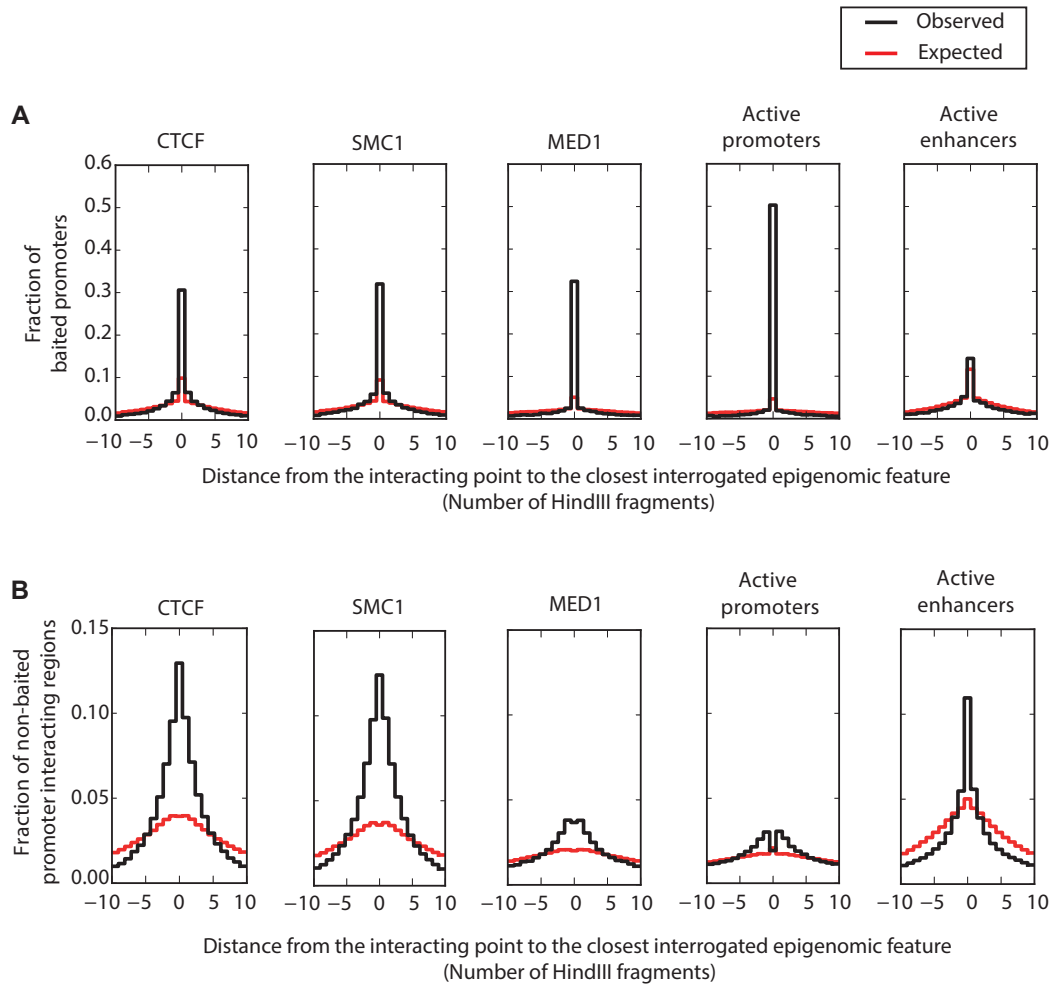 Observed
Expected
A
CTCF
SMC1
MED1
Active
promoters
Active
enhancers
Fraction of
baited promoters
0.6
0.5
0.4
0.3
0.2
0.1
0.0
−10 −5 0 5 10
−10 −5 0 5 10
−10 −5 0 5 10
−10 −5 0 5 10
−10 −5 0 5 10
Distance from the interacting point to the closest interrogated epigenomic feature
(Number of HindIII fragments)
B
CTCF
SMC1
MED1
Active
promoters
Active
enhancers
Fraction of non-baited
promoter interacting regions
0.15
0.10
0.05
0.00
−10 −5 0 5 10
−10 −5 0 5 10
−10 −5 0 5 10
−10 −5 0 5 10
−10 −5 0 5 10
Distance from the interacting point to the closest interrogated epigenomic feature
(Number of HindIII fragments)